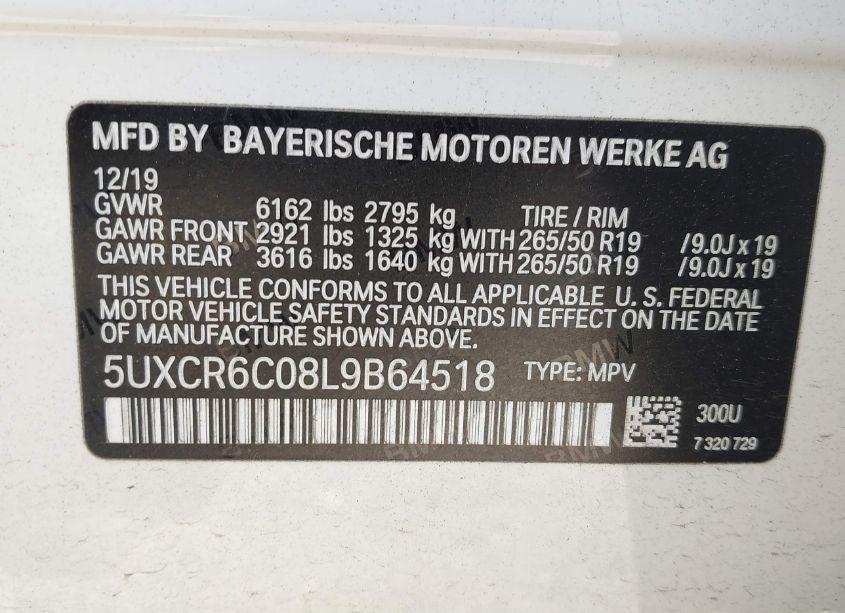 MFD BY BAYERISCHE MOTOREN WERKE AG
12/19
GVWR 6162 lbs 2795 kg TIRE / RIM
GAWR FRONT 2921 lbs 1325 kg WITH 265/50 R19 /9.0J x 19
GAWR REAR 3616 lbs 1640 kg WITH 265/50 R19 /9.0J x 19
THIS VEHICLE CONFORMS TO ALL APPLICABLE U. S. FEDERAL
MOTOR VEHICLE SAFETY STANDARDS IN EFFECT ON THE DATE
OF MANUFACTURE SHOWN ABOVE.
5UXCR6C08L9B64518 TYPE: MPV
300U
7 320 729